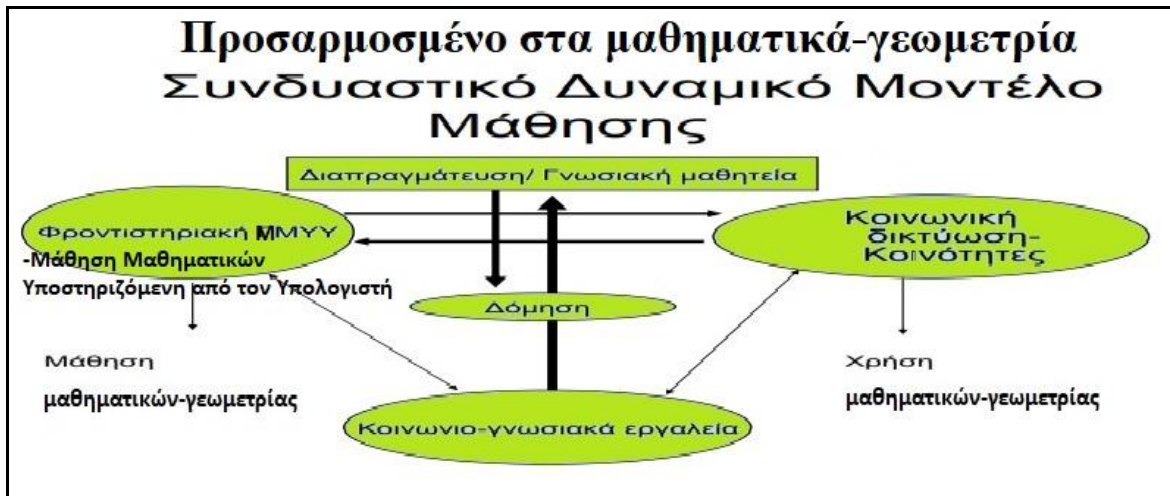 Προσαρμοσμένο στα μαθηματικά-γεωμετρία
Συνδυαστικό Δυναμικό Μοντέλο
Μάθησης
Διαπραγμάτευση/ Γνωσιακή μαθητεία
Φροντιστηριακή ΜΜΥΥ
-Μάθηση Μαθηματικών
Υποστηριζόμενη από τον Υπολογιστή
Κοινωνική
δικτύωση-
Κοινότητες
Δόμηση
Μάθηση
μαθηματικών-γεωμετρίας
Χρήση
μαθηματικών-γεωμετρίας
Κοινωνιο-γνωσιακά εργαλεία